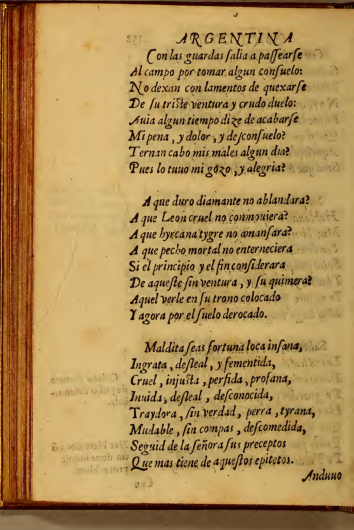 ARGENTINA
Con las guardas salia a passearse
Al campo por tomar algun consuelo:
No dexan con lamentos de quexarse
De su triste ventura y crudo duelo:
Auia algun tiempo dize de acabarse
Mi pena, y dolor, y desconsuelo?
Ternan cabo mis males algun dia?
Pues lo tuuo mi gozo, y alegria?
A que duro diamante no ablandara?
A que Leon cruel no conmouiera?
A que hyrcana tygre no amansara?
A que pecho mortal no enterneciera
Si el principio y el fin considerara
De aqueste sin ventura, y su quimera?
Aquel verle en su trono colocado
Y agora por el suelo derocado.
Maldita seas fortuna loca insana,
Ingrata, desleal, y fementida,
Cruel, injusta, perfida, profana,
Inuida, desleal, desconocida,
Traydora, sin verdad, perra, tyrana,
Mudable, sin compas, descomedida,
Seguid de la señora sus preceptos
Que mas tiene de aquestos epitetos.
Anduuo